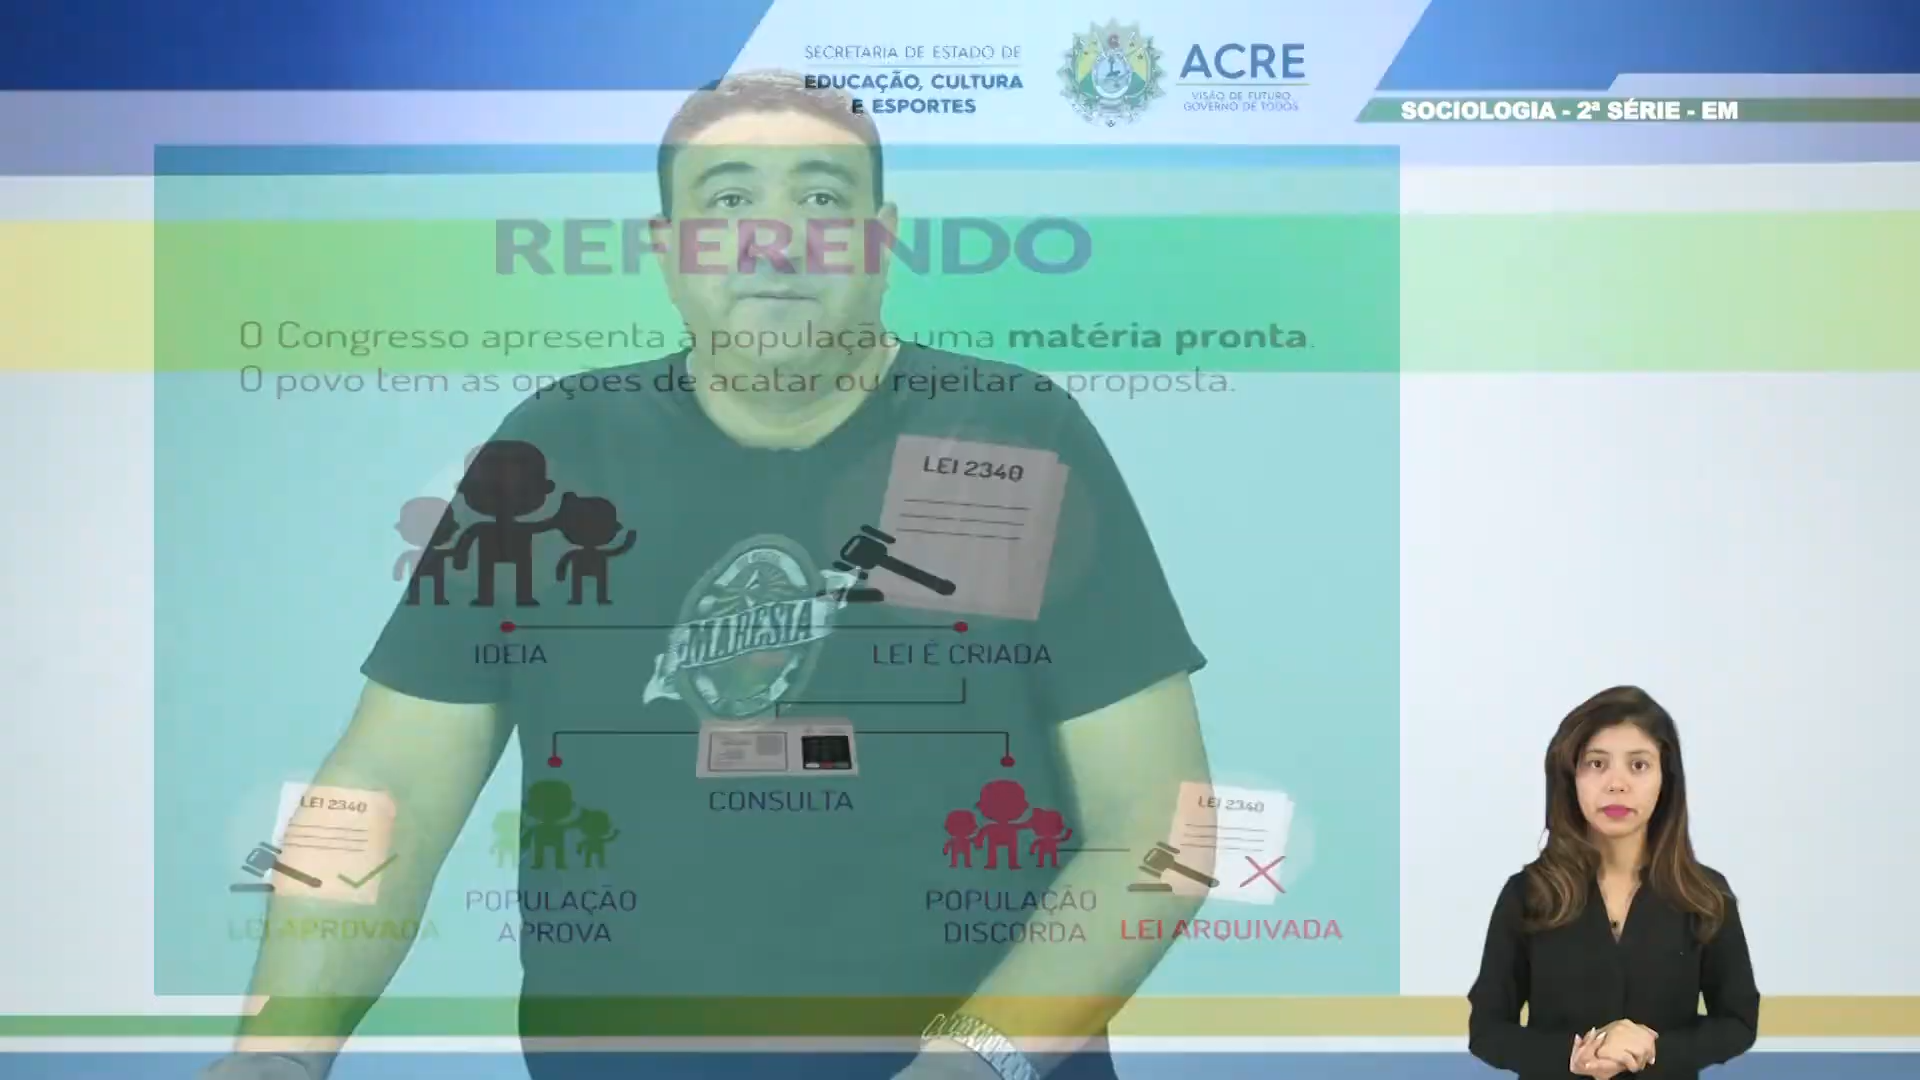 SECRETARIA DE ESTADO DE
EDUCAÇÃO, CULTURA
E ESPORTES
ACRE
VISÃO DE FUTURO,
GOVERNO DE TODOS
SOCIOLOGIA - 2ª SÉRIE - EM
REFERENDO
O Congresso apresenta à população uma matéria pronta.
O povo tem as opções de acatar ou rejeitar a proposta.
LEI 2340
MARESIA
IDEIA
LEI É CRIADA
CONSULTA
LEI 2340
LEI 2340
POPULAÇÃO
APROVA
POPULAÇÃO
DISCORDA
LEI APROVADA
LEI ARQUIVADA